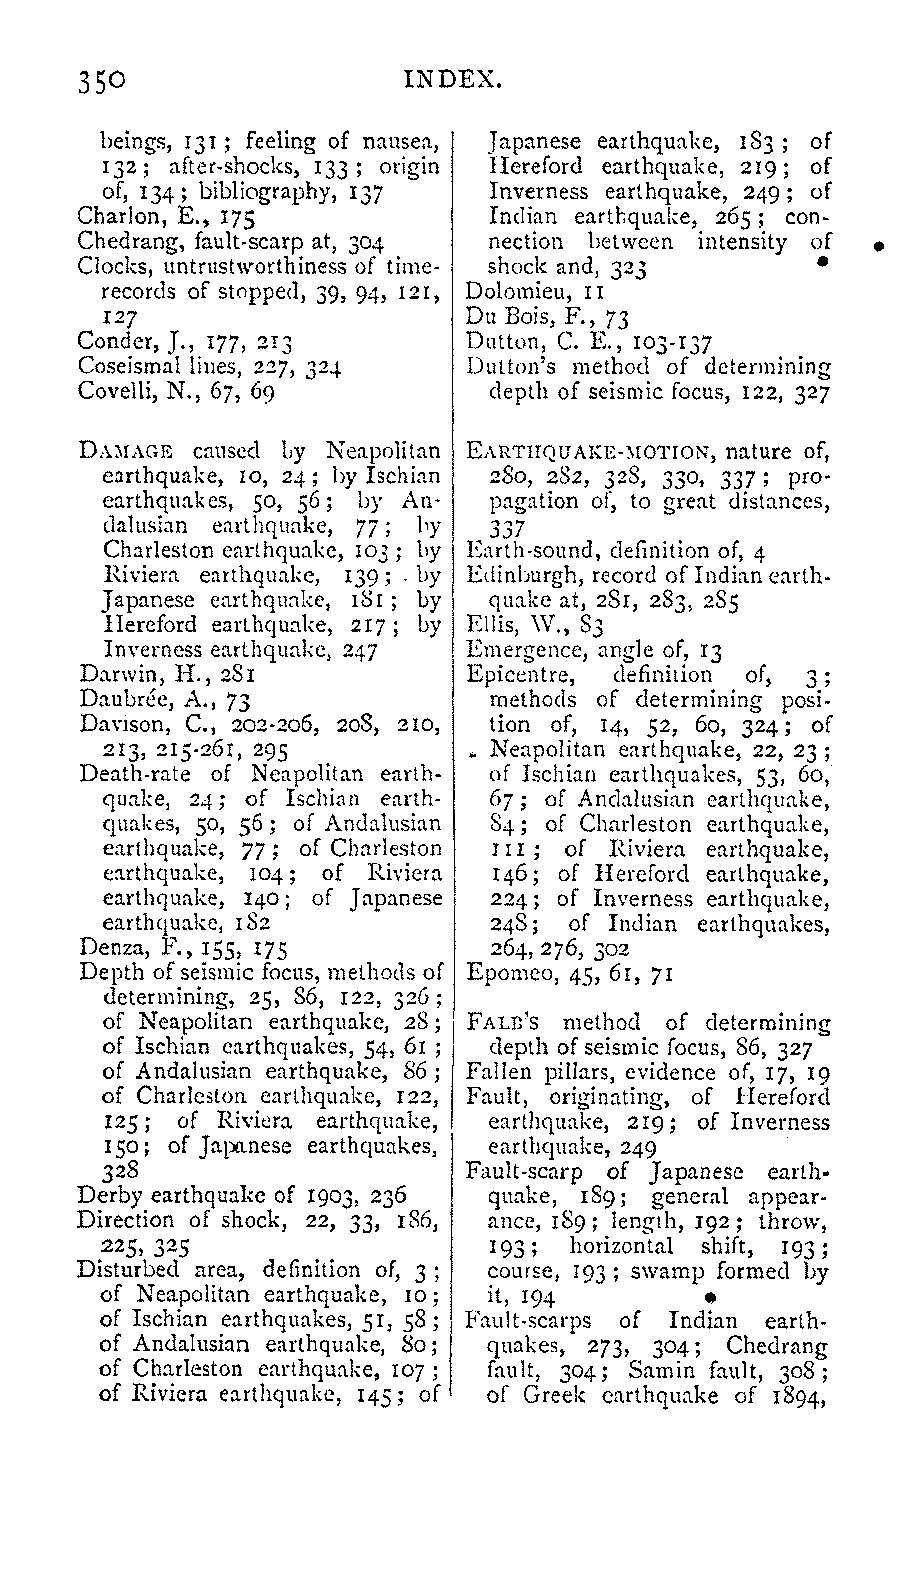 350 INDEX.
beings, 131; feeling of nausea,
132; after-shocks, 133; origin
of, 134; bibliography, 137
Charlon, E., 175
Chedrang, fault-scarp at, 304
Clocks, untrustworthiness of time-
records of stopped, 39, 94, 121,
127
Conder, J., 177, 213
Coseismal lines, 227, 324
Covelli, N., 67, 69
DAMAGE caused by Neapolitan
earthquake, 10, 24; by Ischian
earthquakes, 50, 56; by An-
dalusian earthquake, 77; by
Charleston earthquake, 103; by
Riviera earthquake, 139; by
Japanese earthquake, 181; by
Hereford earthquake, 217; by
Inverness earthquake, 247
Darwin, H., 281
Daubrée, A., 73
Davison, C., 202-206, 208, 210,
213, 215-261, 295
Death-rate of Neapolitan earth-
quake, 24; of Ischian earth-
quakes, 50, 56; of Andalusian
earthquake, 77; of Charleston
earthquake, 104; of Riviera
earthquake, 140; of Japanese
earthquake, 182
Denza, F., 155, 175
Depth of seismic focus, methods of
determining, 25, 86, 122, 326;
of Neapolitan earthquake, 28;
of Ischian earthquakes, 54, 61;
of Andalusian earthquake, 86;
of Charleston earthquake, 122,
125; of Riviera earthquake,
150; of Japanese earthquakes,
328
Derby earthquake of 1903, 236
Direction of shock, 22, 33, 186,
225, 325
Disturbed area, definition of, 3;
of Neapolitan earthquake, 10;
of Ischian earthquakes, 51, 58;
of Andalusian earthquake, 80;
of Charleston earthquake, 107;
of Riviera earthquake, 145; of
Japanese earthquake, 183; of
Hereford earthquake, 219; of
Inverness earthquake, 249; of
Indian earthquake, 265; con-
nection between intensity of
shock and, 323
Dolomieu, 11
Du Bois, F., 73
Dutton, C. E., 103-137
Dutton's method of determining
depth of seismic focus, 122, 327
EARTHQUAKE-MOTION, nature of,
280, 282, 328, 330, 337; pro-
pagation of, to great distances,
337
Earth-sound, definition of, 4
Edinburgh, record of Indian earth-
quake at, 281, 283, 285
Ellis, W., 83
Emergence, angle of, 13
Epicentre, definition of, 3;
methods of determining posi-
tion of, 14, 52, 60, 324; of
Neapolitan earthquake, 22, 23;
of Ischian earthquakes, 53, 60,
67; of Andalusian earthquake,
84; of Charleston earthquake,
111; of Riviera earthquake,
146; of Hereford earthquake,
224; of Inverness earthquake,
248; of Indian earthquakes,
264, 276, 302
Epomeo, 45, 61, 71
FALB'S method of determining
depth of seismic focus, 86, 327
Fallen pillars, evidence of, 17, 19
Fault, originating, of Hereford
earthquake, 219; of Inverness
earthquake, 249
Fault-scarp of Japanese earth-
quake, 189; general appear-
ance, 189; length, 192; throw,
193; horizontal shift, 193;
course, 193; swamp formed by
it, 194
Fault-scarps of Indian earth-
quakes, 273, 304; Chedrang
fault, 304; Samin fault, 308;
of Greek earthquake of 1894,